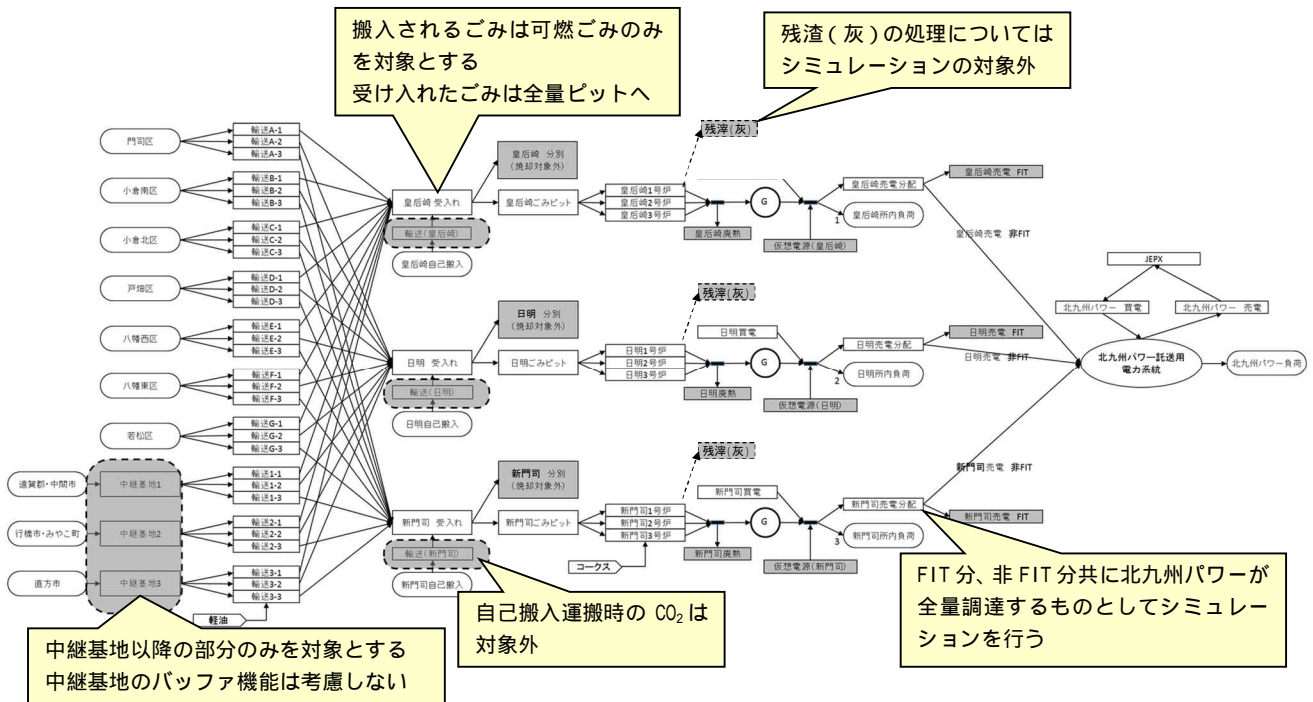 搬入されるごみは可燃ごみのみ
を対象とする
受け入れたごみは全量ピットへ
残渣(灰)の処理については
シミュレーションの対象外
門司区
小倉南区
小倉北区
戸畑区
八幡西区
八幡東区
若松区
遠賀郡・中間市
行橋市・みやこ町
直方市
中継基地1
中継基地2
中継基地3
輸送A-1
輸送A-2
輸送A-3
輸送B-1
輸送B-2
輸送B-3
輸送C-1
輸送C-2
輸送C-3
輸送D-1
輸送D-2
輸送D-3
輸送E-1
輸送E-2
輸送E-3
輸送F-1
輸送F-2
輸送F-3
輸送G-1
輸送G-2
輸送G-3
輸送1-1
輸送1-2
輸送1-3
輸送2-1
輸送2-2
輸送2-3
輸送3-1
輸送3-2
輸送3-3
軽油
皇后崎 分別
(焼却対象外)
皇后崎 受入れ
輸送(皇后崎)
皇后崎自己搬入
皇后崎ごみピット
皇后崎1号炉
皇后崎2号炉
皇后崎3号炉
残滓(灰)
皇后崎廃熱
G
仮想電源(皇后崎)
皇后崎売電分配
1
皇后崎所内負荷
皇后崎売電 FIT
皇后崎売電 非FIT
日明 分別
(焼却対象外)
日明 受入れ
輸送(日明)
日明自己搬入
日明ごみピット
日明1号炉
日明2号炉
日明3号炉
残滓(灰)
日明廃熱
日明買電
G
仮想電源(日明)
日明売電分配
2
日明所内負荷
日明売電 FIT
日明売電 非FIT
新門司 分別
(焼却対象外)
新門司 受入れ
輸送(新門司)
新門司自己搬入
新門司ごみピット
新門司1号炉
新門司2号炉
新門司3号炉
コークス
残滓(灰)
新門司廃熱
新門司買電
G
仮想電源(新門司)
新門司売電分配
3
新門司所内負荷
新門司売電 非FIT
新門司売電 FIT
JEPX
北九州パワー 買電
北九州パワー 売電
北九州パワー託送用
電力系統
北九州パワー負荷
中継基地以降の部分のみを対象とする
中継基地のバッファ機能は考慮しない
自己搬入運搬時の CO₂は
対象外
FIT分、非FIT分共に北九州パワーが
全量調達するものとしてシミュレー
ションを行う